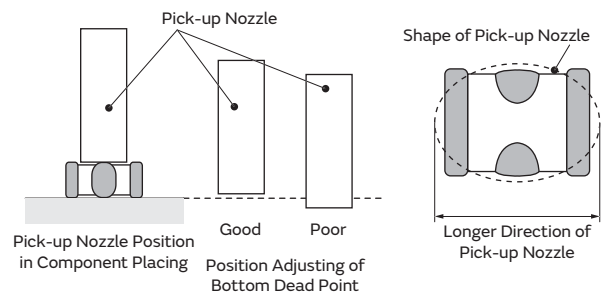 Pick-up Nozzle
Shape of Pick-up Nozzle
Good
Poor
Pick-up Nozzle Position
in Component Placing
Position Adjusting of
Bottom Dead Point
Longer Direction of
Pick-up Nozzle